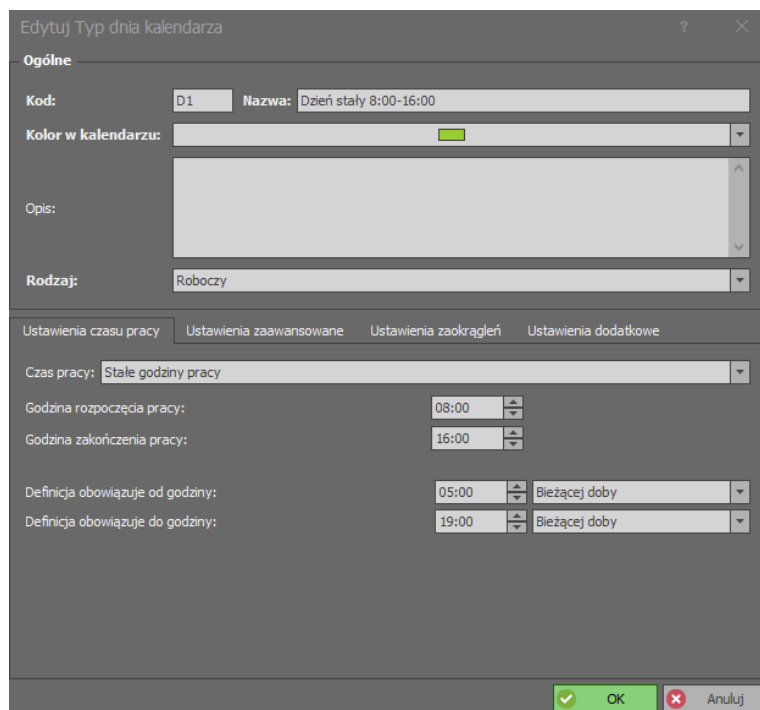 Edytuj Typ dnia kalendarza ?
Ogólne
Kod: D1 Nazwa: Dzień stały 8:00-16:00
Kolor w kalendarzu:
Opis:
Rodzaj: Roboczy
Ustawienia czasu pracy Ustawienia zaawansowane Ustawienia zaokrągleń Ustawienia dodatkowe
Czas pracy: Stałe godziny pracy
Godzina rozpoczęcia pracy: 08:00
Godzina zakończenia pracy: 16:00
Definicja obowiązuje od godziny: 05:00 Bieżącej doby
Definicja obowiązuje do godziny: 19:00 Bieżącej doby
OK Anuluj